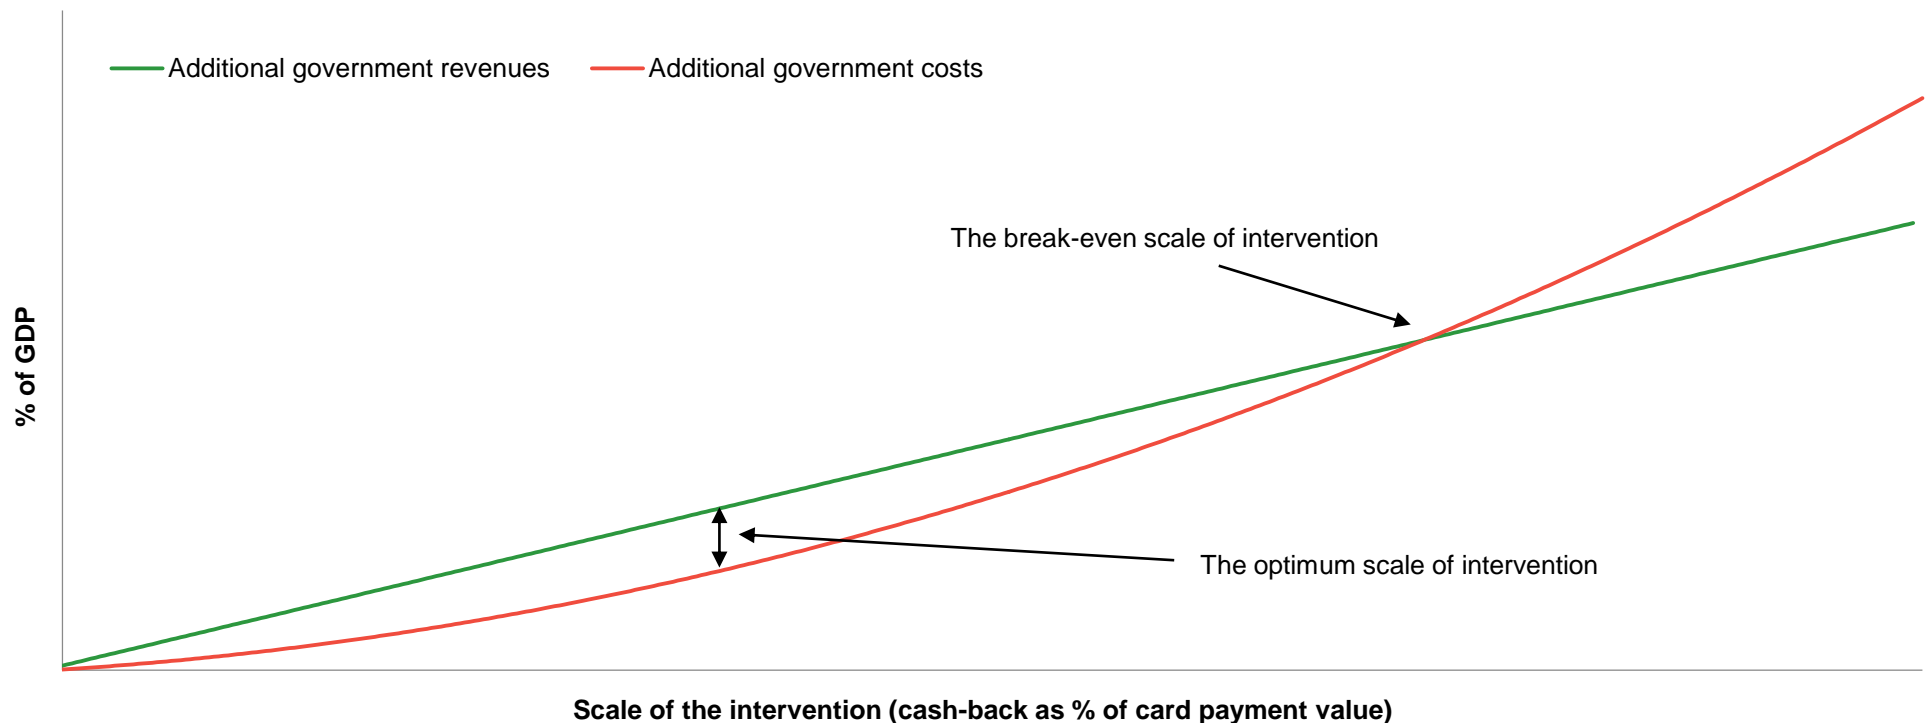 Additional government revenues
Additional government costs
The break-even scale of intervention
% of GDP
The optimum scale of intervention
Scale of the intervention (cash-back as % of card payment value)